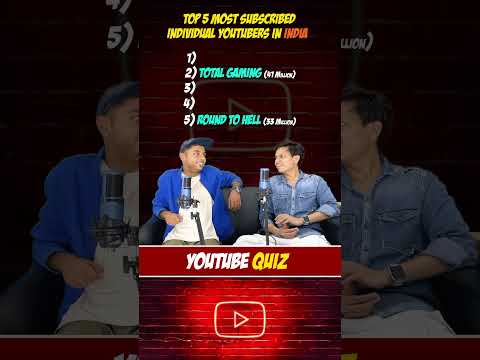 TOP 5 MOST SUBSCRIBED
INDIVIDUAL YOUTUBERS IN INDIA
1)
2) TOTAL GAMING (41 MILLION)
3)
4)
5) ROUND TO HELL (33 MILLION)
YOUTUBE QUIZ